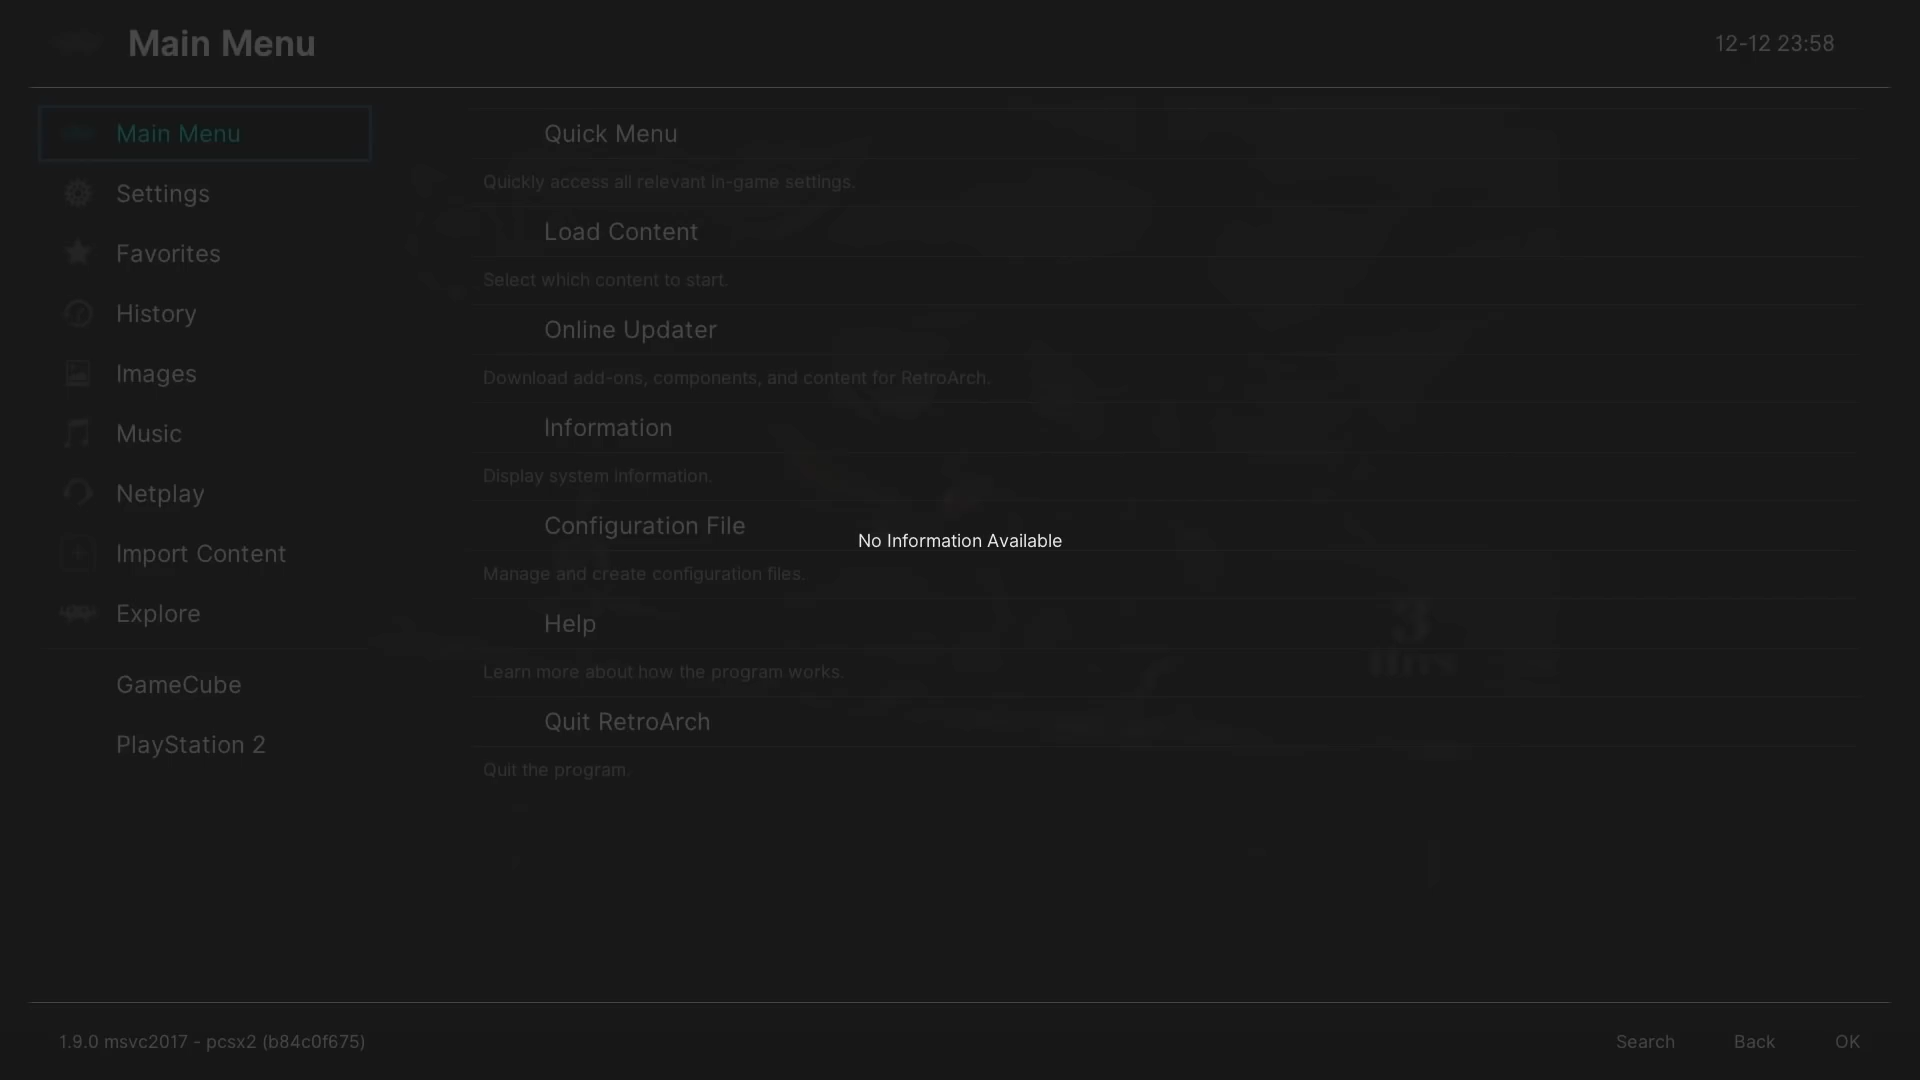 Main Menu
12-12 23:58
Main Menu
Settings
Favorites
History
Images
Music
Netplay
Import Content
Explore
GameCube
PlayStation 2
Quick Menu
Quickly access all relevant in-game settings.
Load Content
Select which content to start.
Online Updater
Download add-ons, components, and content for RetroArch.
Information
Display system information.
Configuration File
No Information Available
Manage and create configuration files.
Help
Learn more about how the program works.
Quit RetroArch
Quit the program.
3
1.9.0 msvc2017 - pcsx2 (b84c0f675)
Search
Back
OK